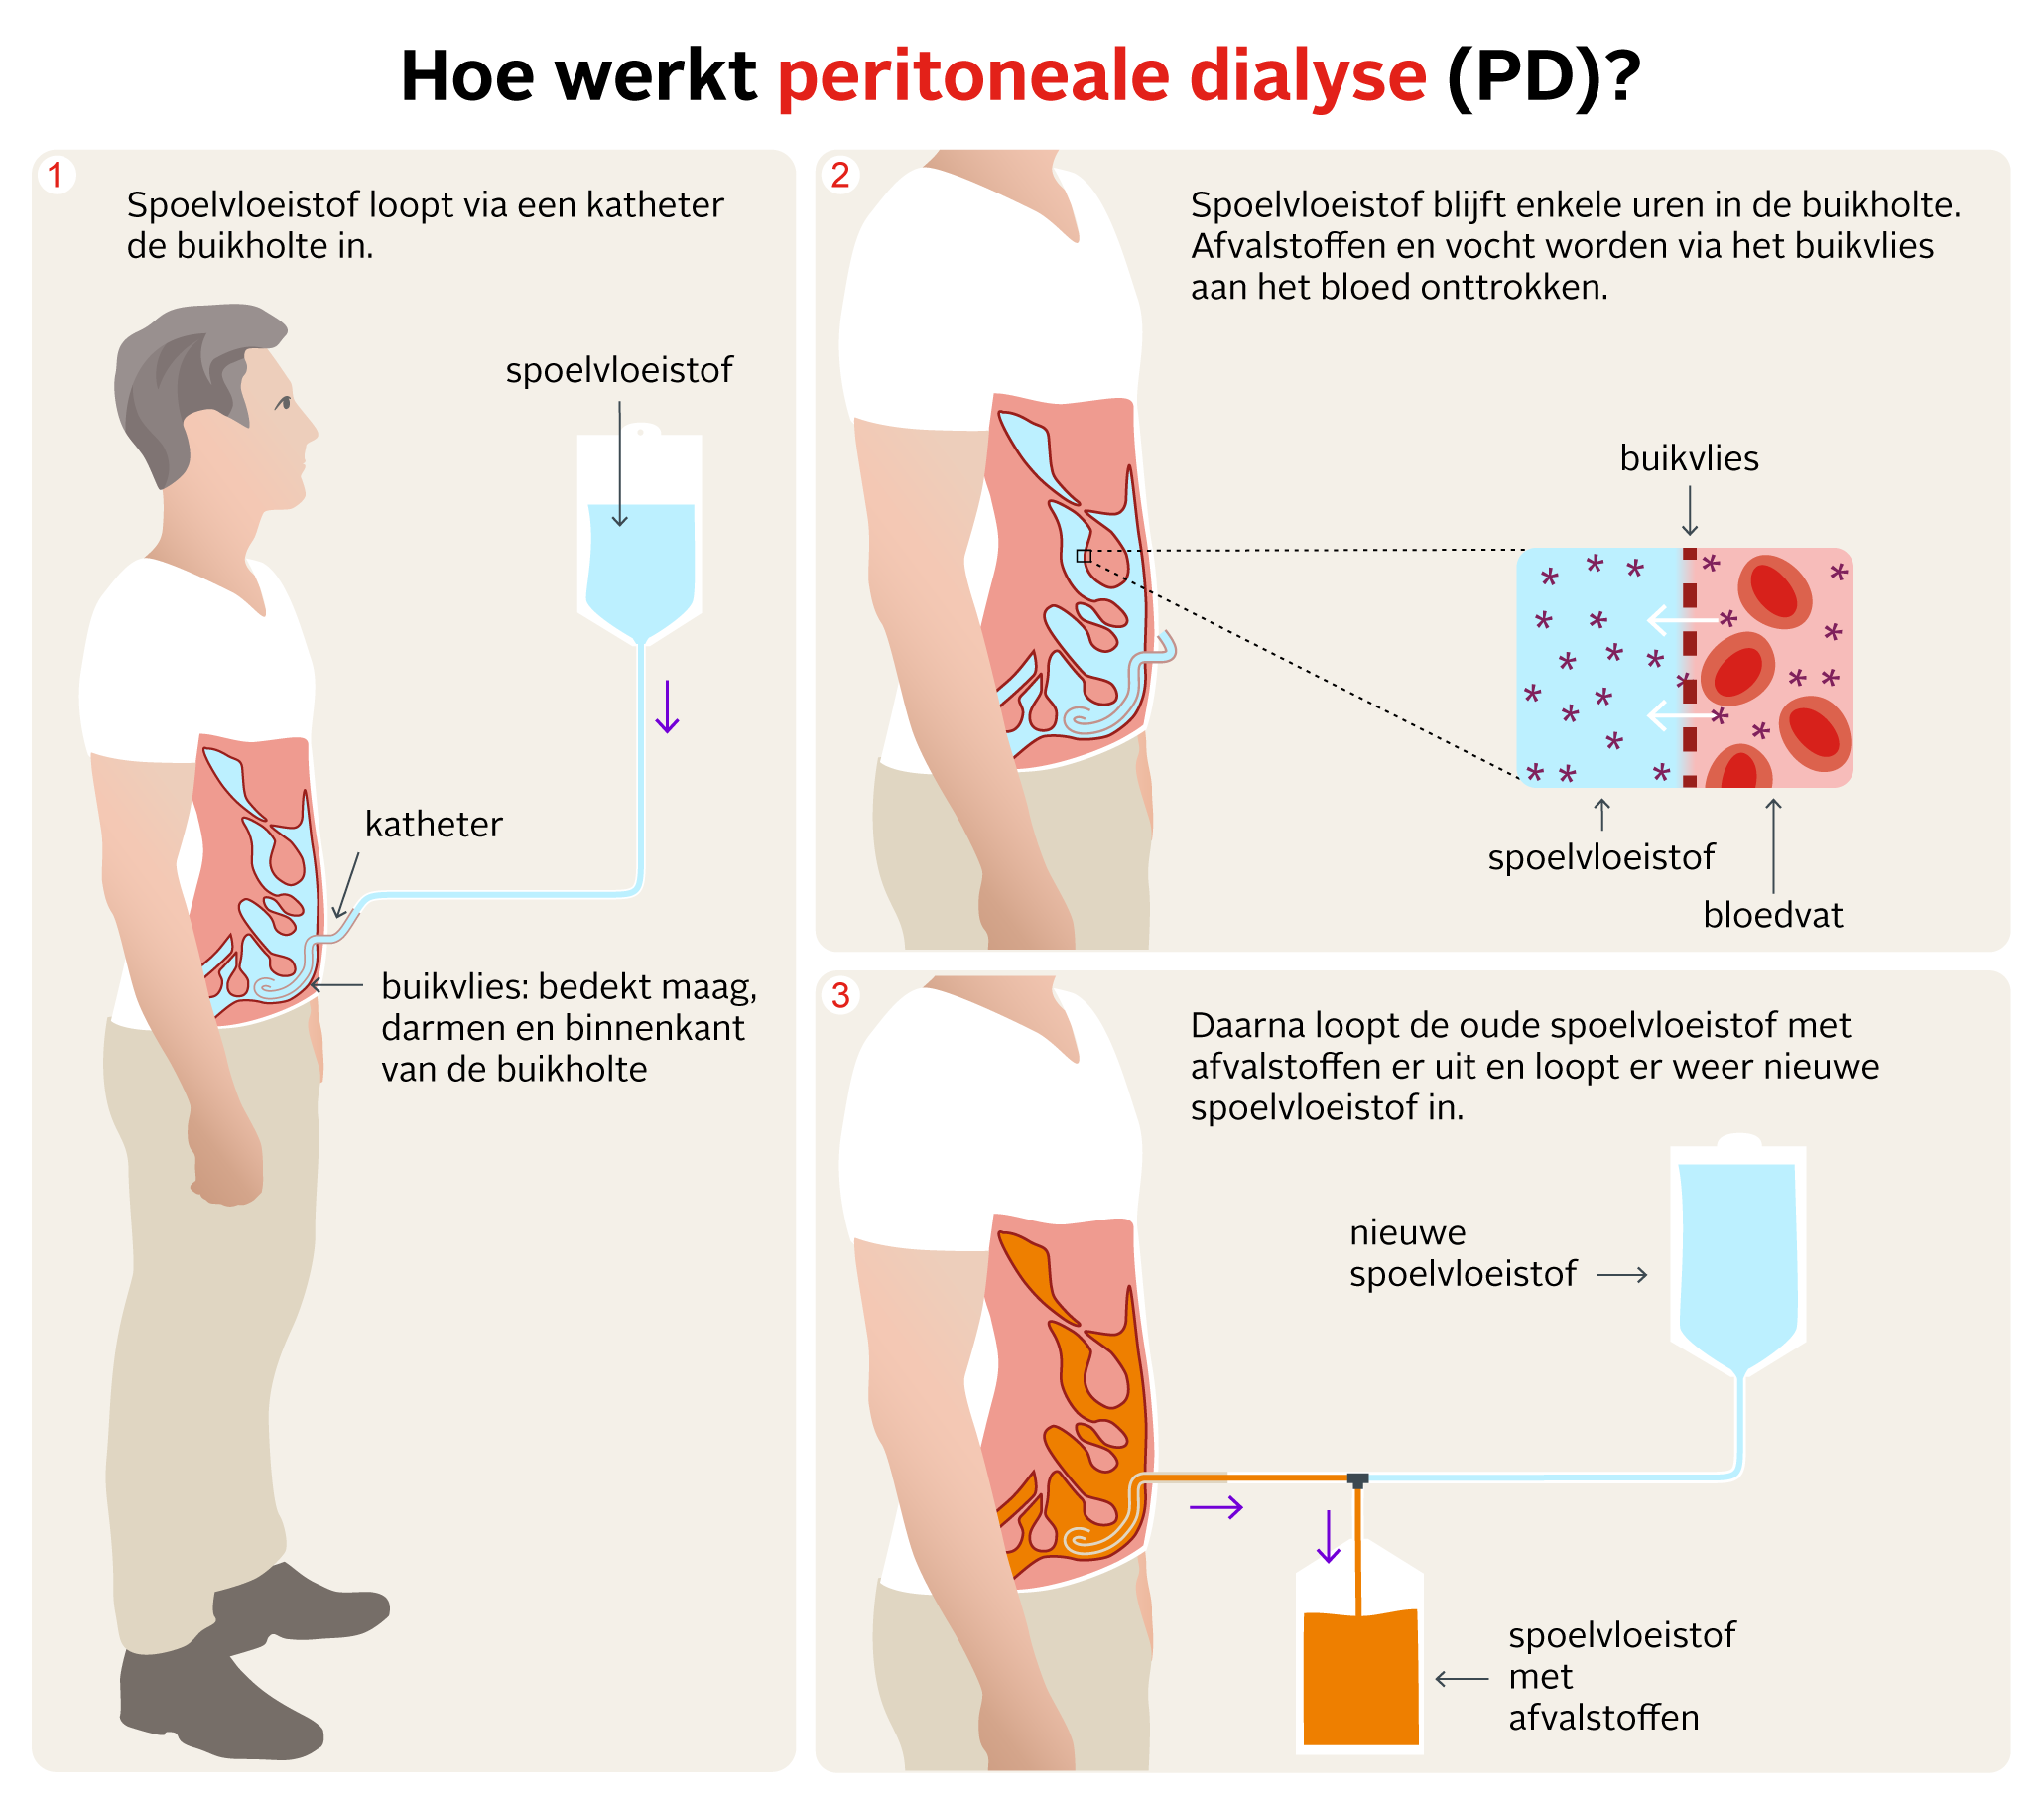 Hoe werkt peritoneale dialyse (PD)?
1
Spoelvloeistof loopt via een katheter
de buikholte in.
spoelvloeistof
katheter
buikvlies: bedekt maag,
darmen en binnenkant
van de buikholte
2
Spoelvloeistof blijft enkele uren in de buikholte.
Afvalstoffen en vocht worden via het buikvlies
aan het bloed onttrokken.
buikvlies
spoelvloeistof
bloedvat
3
Daarna loopt de oude spoelvloeistof met
afvalstoffen er uit en loopt er weer nieuwe
spoelvloeistof in.
nieuwe
spoelvloeistof
spoelvloeistof
met
afvalstoffen